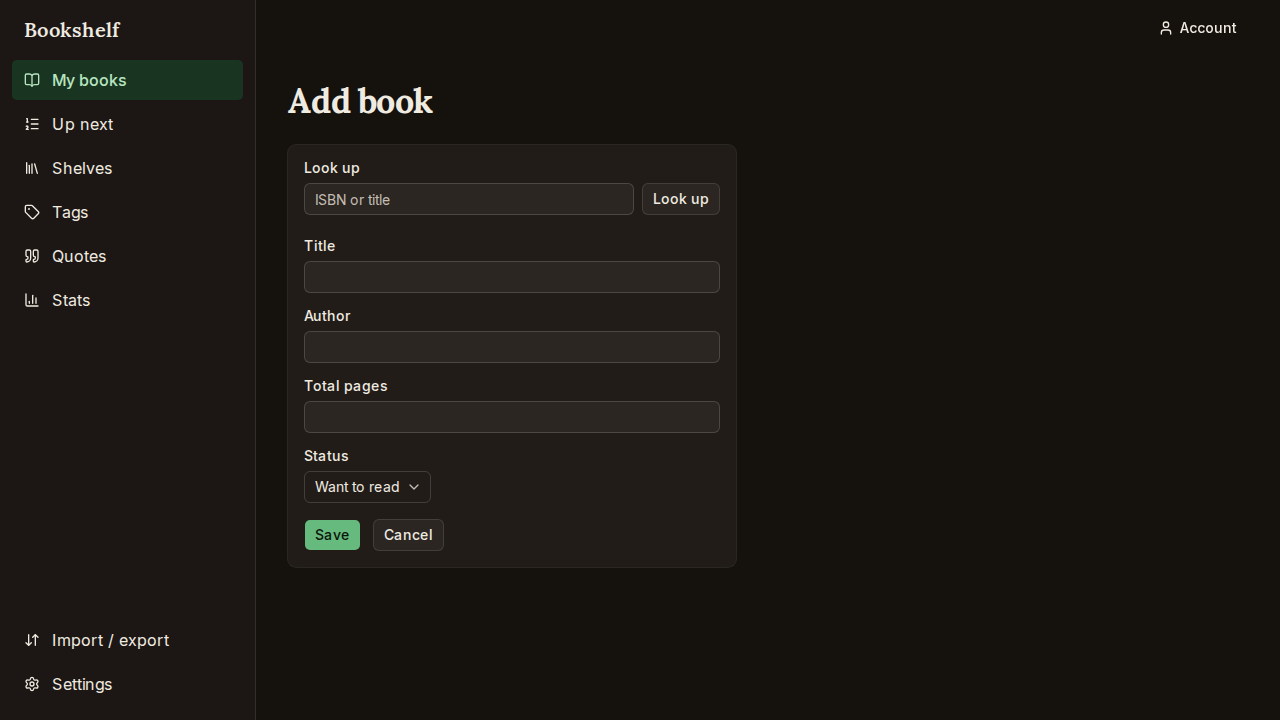 Bookshelf
My books
Up next
Shelves
Tags
Quotes
Stats
Import / export
Settings
Account
Add book
Look up
ISBN or title
Look up
Title
Author
Total pages
Status
Want to read
Save
Cancel